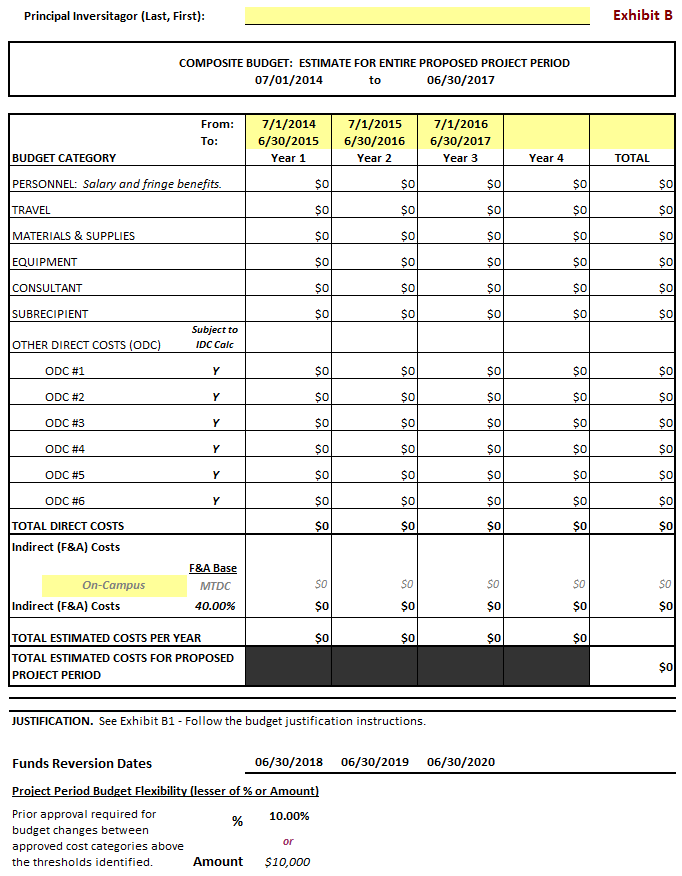 Principal Inversitagor (Last, First): Exhibit B
COMPOSITE BUDGET: ESTIMATE FOR ENTIRE PROPOSED PROJECT PERIOD
07/01/2014 to 06/30/2017
From: 7/1/2014 7/1/2015 7/1/2016
To: 6/30/2015 6/30/2016 6/30/2017
BUDGET CATEGORY Year 1 Year 2 Year 3 Year 4 TOTAL
PERSONNEL: Salary and fringe benefits. $0 $0 $0 $0 $0
TRAVEL $0 $0 $0 $0 $0
MATERIALS & SUPPLIES $0 $0 $0 $0 $0
EQUIPMENT $0 $0 $0 $0 $0
CONSULTANT $0 $0 $0 $0 $0
SUBRECIPIENT $0 $0 $0 $0 $0
Subject to
OTHER DIRECT COSTS (ODC) IDC Calc
ODC #1 Y $0 $0 $0 $0 $0
ODC #2 Y $0 $0 $0 $0 $0
ODC #3 Y $0 $0 $0 $0 $0
ODC #4 Y $0 $0 $0 $0 $0
ODC #5 Y $0 $0 $0 $0 $0
ODC #6 Y $0 $0 $0 $0 $0
TOTAL DIRECT COSTS $0 $0 $0 $0 $0
Indirect (F&A) Costs
F&A Base
On-Campus MTDC $0 $0 $0 $0 $0
Indirect (F&A) Costs 40.00% $0 $0 $0 $0 $0
TOTAL ESTIMATED COSTS PER YEAR $0 $0 $0 $0
TOTAL ESTIMATED COSTS FOR PROPOSED
PROJECT PERIOD $0
JUSTIFICATION. See Exhibit B1 - Follow the budget justification instructions.
Funds Reversion Dates 06/30/2018 06/30/2019 06/30/2020
Project Period Budget Flexibility (lesser of % or Amount)
Prior approval required for
budget changes between
approved cost categories above
the thresholds identified.
% 10.00%
or
Amount $10,000